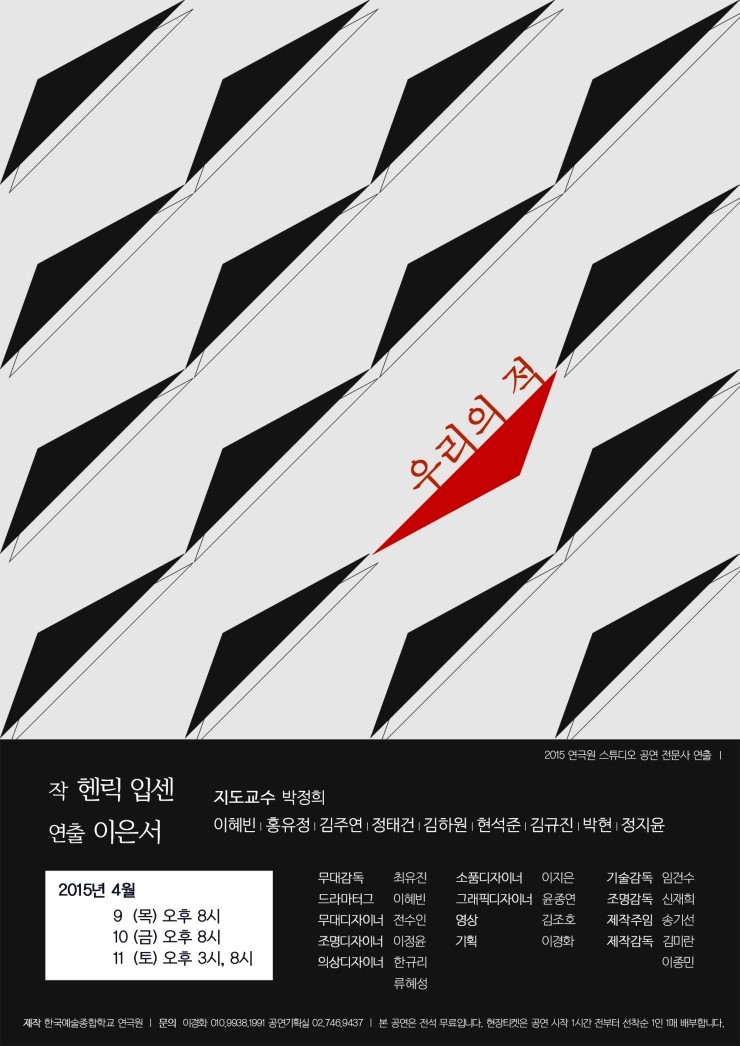 우리의 적
2015 연극원 스튜디오 공연 전문사 연출 Ⅰ
작 헨릭 입센
연출 이은서
지도교수 박정희
이혜빈 | 홍유정 | 김주연 | 정태건 | 김하원 | 현석준 | 김규진 | 박현 | 정지윤
2015년 4월
9 (목) 오후 8시
10 (금) 오후 8시
11 (토) 오후 3시, 8시
무대감독 최유진
드라마터그 이혜빈
무대디자이너 전수인
조명디자이너 이정윤
의상디자이너 한규리
류혜성
소품디자이너 이지은
그래픽디자이너 윤종연
영상 김조호
기획 이경화
기술감독 임건수
조명감독 신재희
제작주임 송기선
제작감독 김미란
이종민
제작 한국예술종합학교 연극원 | 문의 이경화 010.9938.1991 공연기획실 02.746.9437 | 본 공연은 전석 무료입니다. 현장티켓은 공연 시작 1시간 전부터 선착순 1인 1매 배부합니다.